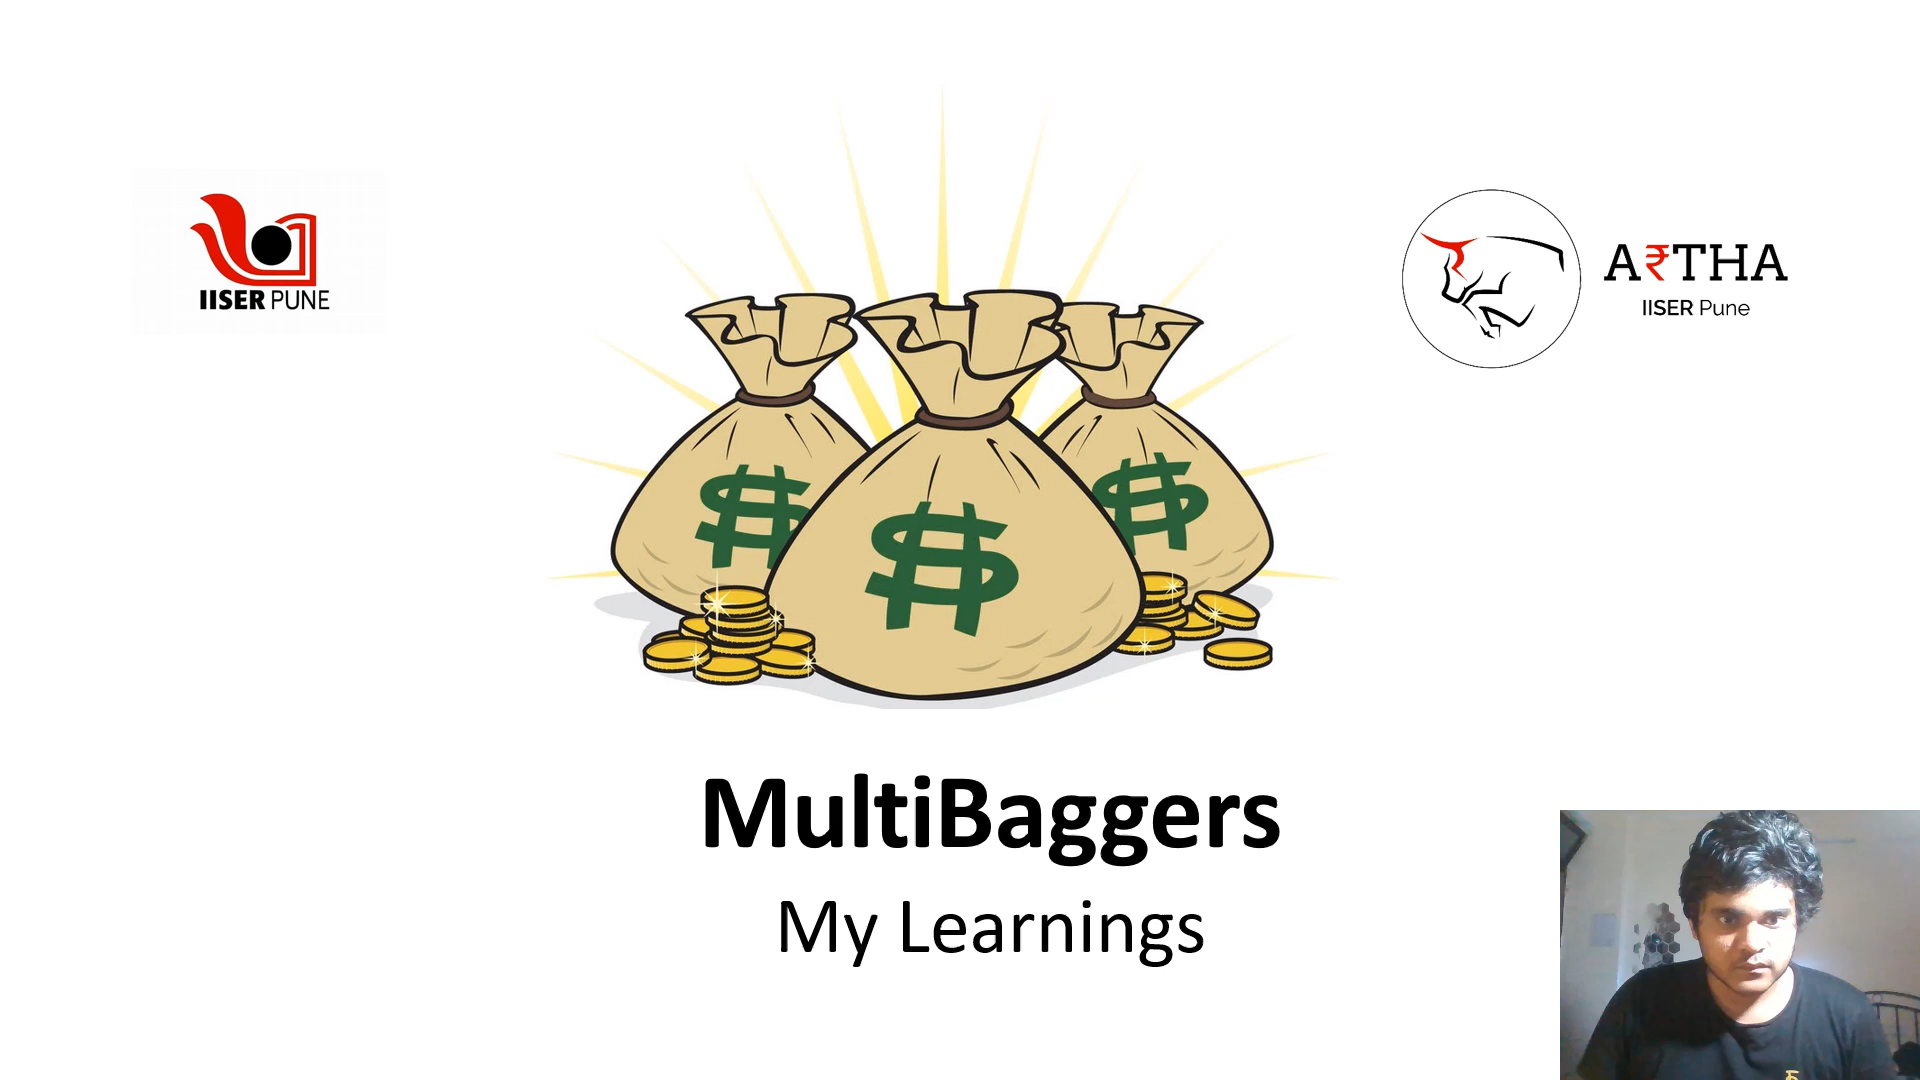 IISER PUNE
A₹THA
IISER Pune
$
$
$
MultiBaggers
My Learnings